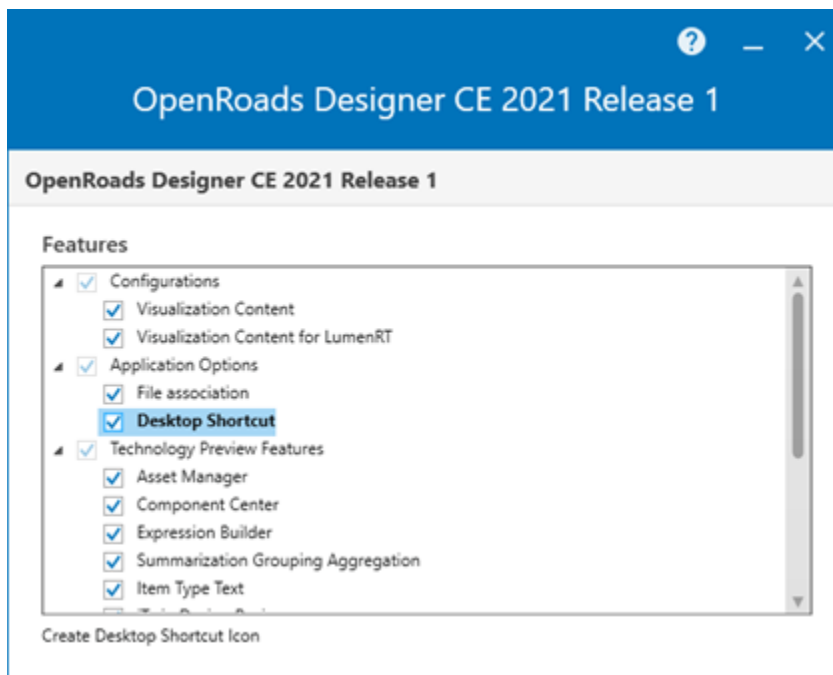 OpenRoads Designer CE 2021 Release 1
OpenRoads Designer CE 2021 Release 1
Features
Configurations
Visualization Content
Visualization Content for LumenRT
Application Options
File association
Desktop Shortcut
Technology Preview Features
Asset Manager
Component Center
Expression Builder
Summarization Grouping Aggregation
Item Type Text
Create Desktop Shortcut Icon